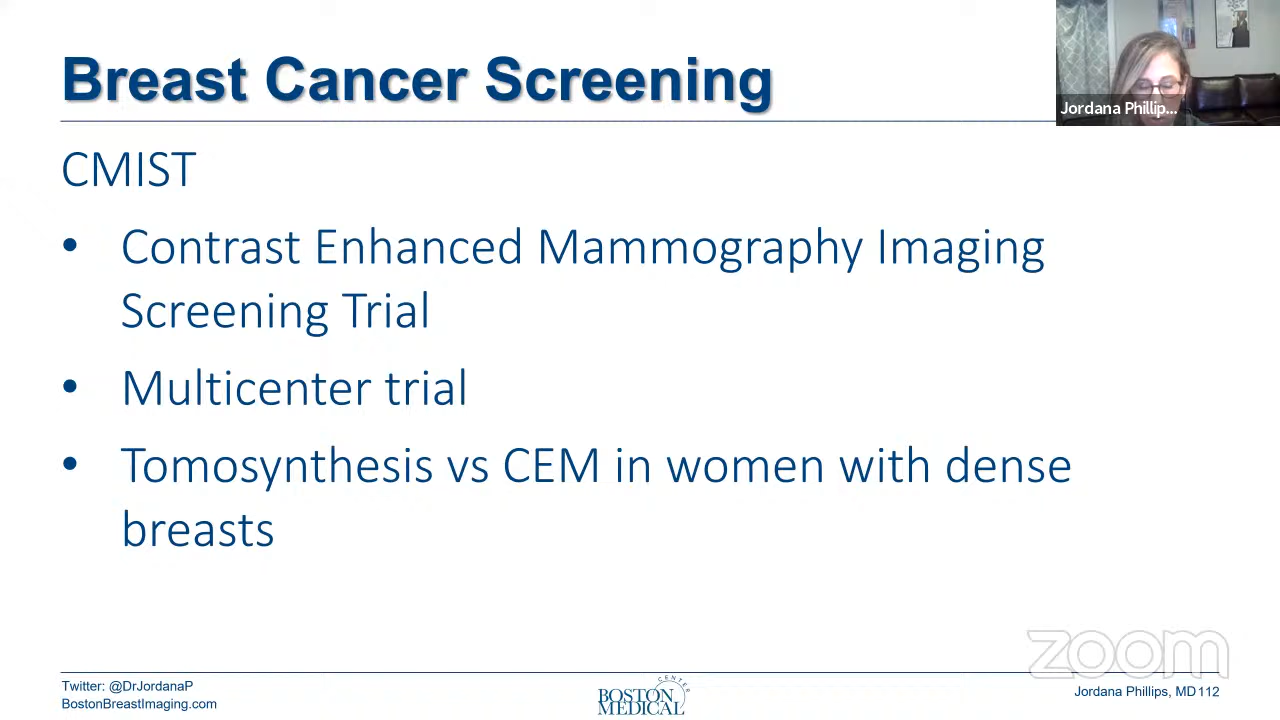 Breast Cancer Screening
Jordana Phillip...
CMIST
• Contrast Enhanced Mammography Imaging
Screening Trial
• Multicenter trial
• Tomosynthesis vs CEM in women with dense
breasts
zoom
Twitter: @DrJordanaP
BostonBreastImaging.com
BOSTON
MEDICAL
CENTER
Jordana Phillips, MD 112